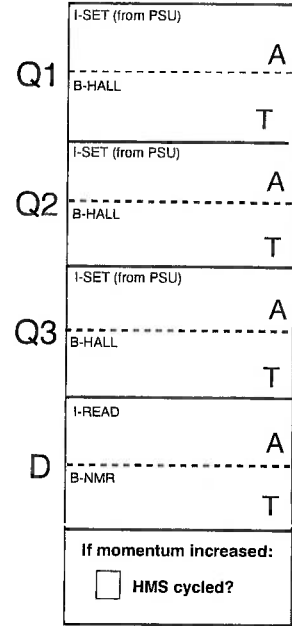 I-SET (from PSU)
A
Q1
B-HALL
T
I-SET (from PSU)
A
Q2
B-HALL
T
I-SET (from PSU)
A
Q3
B-HALL
T
I-READ
A
D
B-NMR
T
If momentum increased:
HMS cycled?